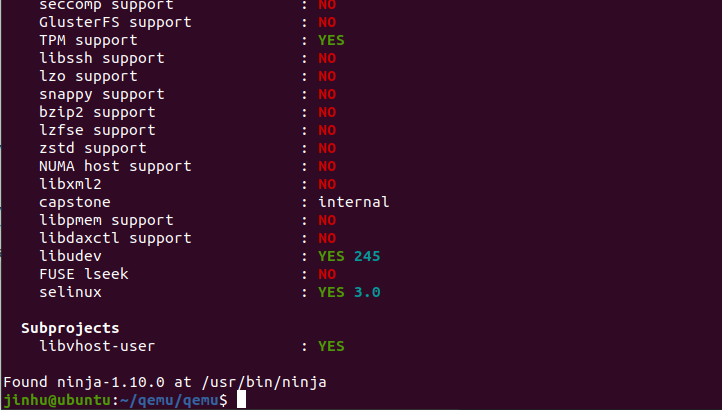 seccomp support : NO
GlusterFS support : NO
TPM support : YES
libssh support : NO
lzo support : NO
snappy support : NO
bzip2 support : NO
lzfse support : NO
zstd support : NO
NUMA host support : NO
libxml2 : NO
capstone : internal
libpmem support : NO
libdaxctl support : NO
libudev : YES 245
FUSE lseek : NO
selinux : YES 3.0
Subprojects
libvhost-user : YES
Found ninja-1.10.0 at /usr/bin/ninja
jinhu@ubuntu:~/qemu/qemu$